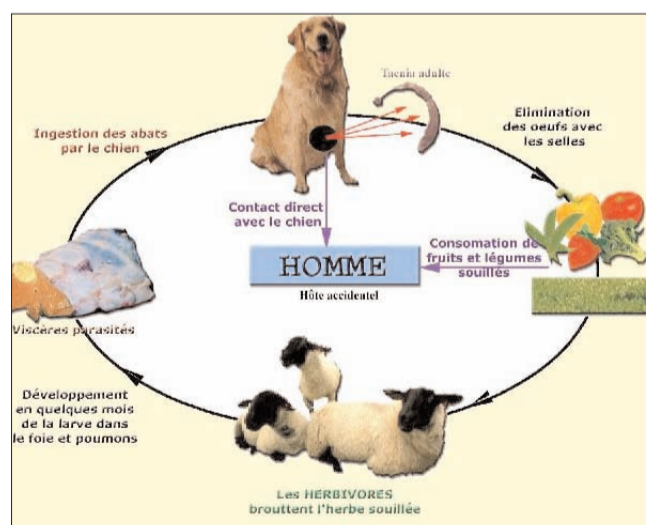 Taenia adulte
Elimination
des oeufs avec
les selles
Ingestion des abats
par le chien
Contact direct
avec le chien
Consomation de
fruits et légumes
souillés
HOMME
Hôte accidentel
Viscères parasités
Développement
en quelques mois
de la larve dans
le foie et poumons
Les HERBIVORES
brouttent l'herbe souillée